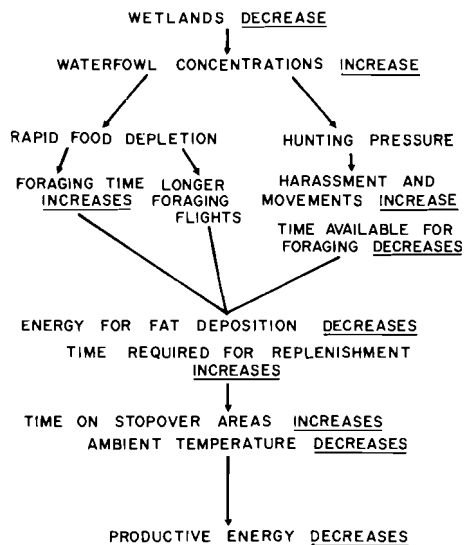 WETLANDS DECREASE
WATERFOWL CONCENTRATIONS INCREASE
RAPID FOOD DEPLETION
HUNTING PRESSURE
FORAGING TIME
INCREASES
LONGER
FORAGING
FLIGHTS
HARASSMENT AND
MOVEMENTS INCREASE
TIME AVAILABLE FOR
FORAGING DECREASES
ENERGY FOR FAT DEPOSITION DECREASES
TIME REQUIRED FOR REPLENISHMENT
INCREASES
TIME ON STOPOVER AREAS INCREASES
AMBIENT TEMPERATURE DECREASES
PRODUCTIVE ENERGY DECREASES